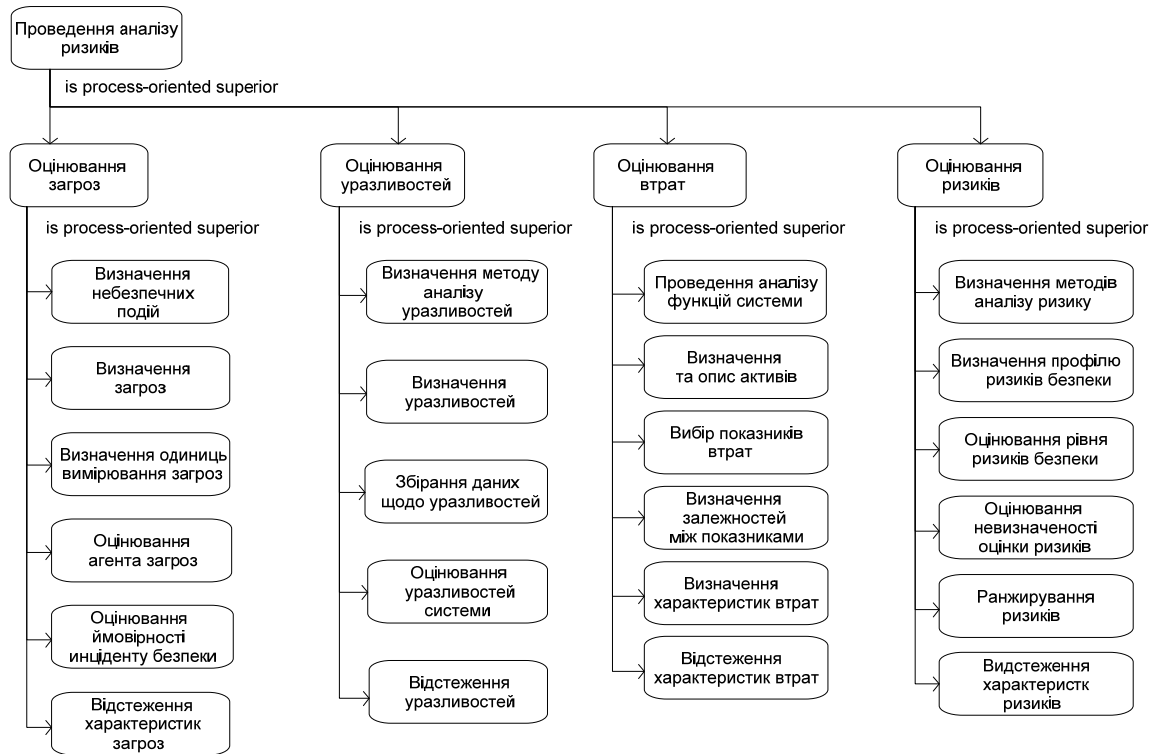 Проведення аналізу
ризиків
is process-oriented superior
Оцінювання
загроз
is process-oriented superior
Визначення
небезпечних
подій
Визначення
загроз
Визначення одиниць
вимірювання загроз
Оцінювання
агента загроз
Оцінювання
ймовірності
инціденту безпеки
Відстеження
характеристик
загроз
Оцінювання
уразливостей
is process-oriented superior
Визначення методу
аналізу
уразливостей
Визначення
уразливостей
Збірання даних
щодо уразливостей
Оцінювання
уразливостей
системи
Відстеження
уразливостей
Оцінювання
втрат
is process-oriented superior
Проведення аналізу
функцій системи
Визначення
та опис активів
Вибір показників
втрат
Визначення
залежностей
між показниками
Визначення
характеристик втрат
Відстеження
характеристик втрат
Оцінювання
ризиків
is process-oriented superior
Визначення методів
аналізу ризику
Визначення профілю
ризиків безпеки
Оцінювання рівня
ризиків безпеки
Оцінювання
невизначеності
оцінки ризиків
Ранжирування
ризиків
Видстеження
характеристк
ризиків